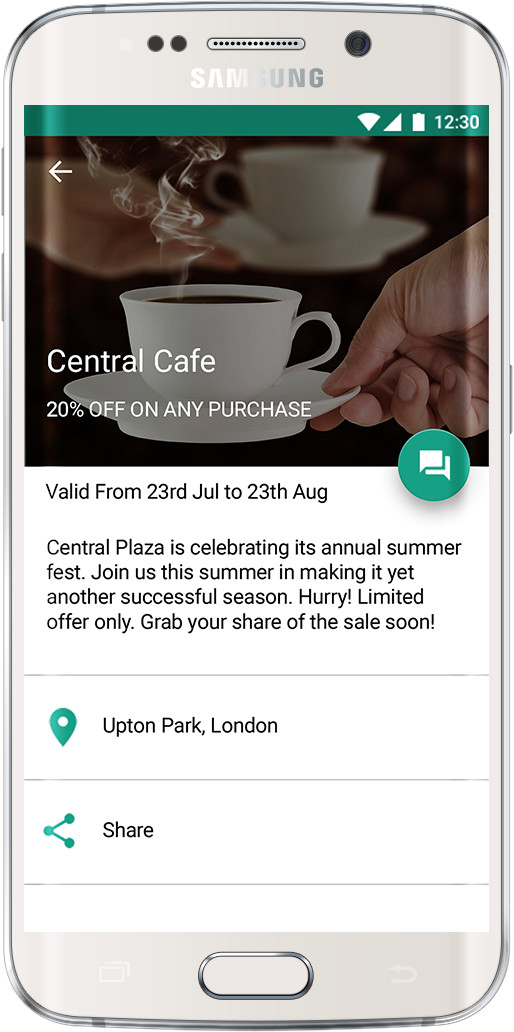 SAMSUNG
12:30
Central Cafe
20% OFF ON ANY PURCHASE
Valid From 23rd Jul to 23th Aug
Central Plaza is celebrating its annual summer
fest. Join us this summer in making it yet
another successful season. Hurry! Limited
offer only. Grab your share of the sale soon!
Upton Park, London
Share